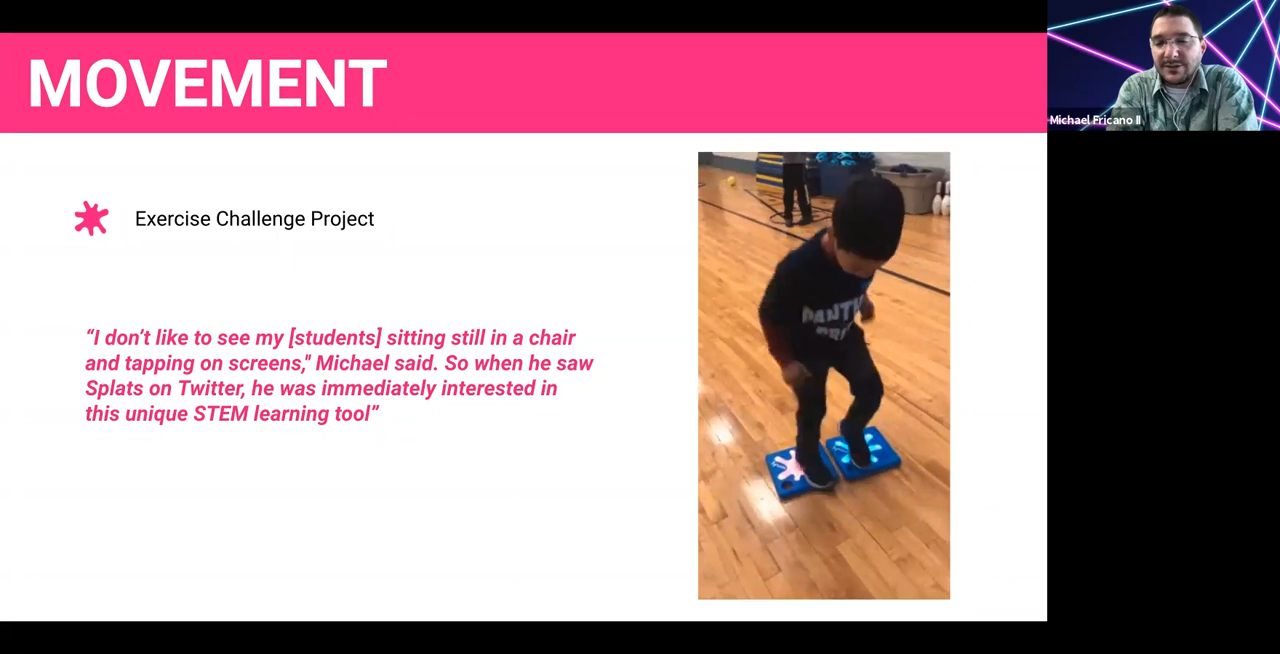 MOVEMENT
Michael Fricano II
Exercise Challenge Project
“I don’t like to see my [students] sitting still in a chair
and tapping on screens," Michael said. So when he saw
Splats on Twitter, he was immediately interested in
this unique STEM learning tool”